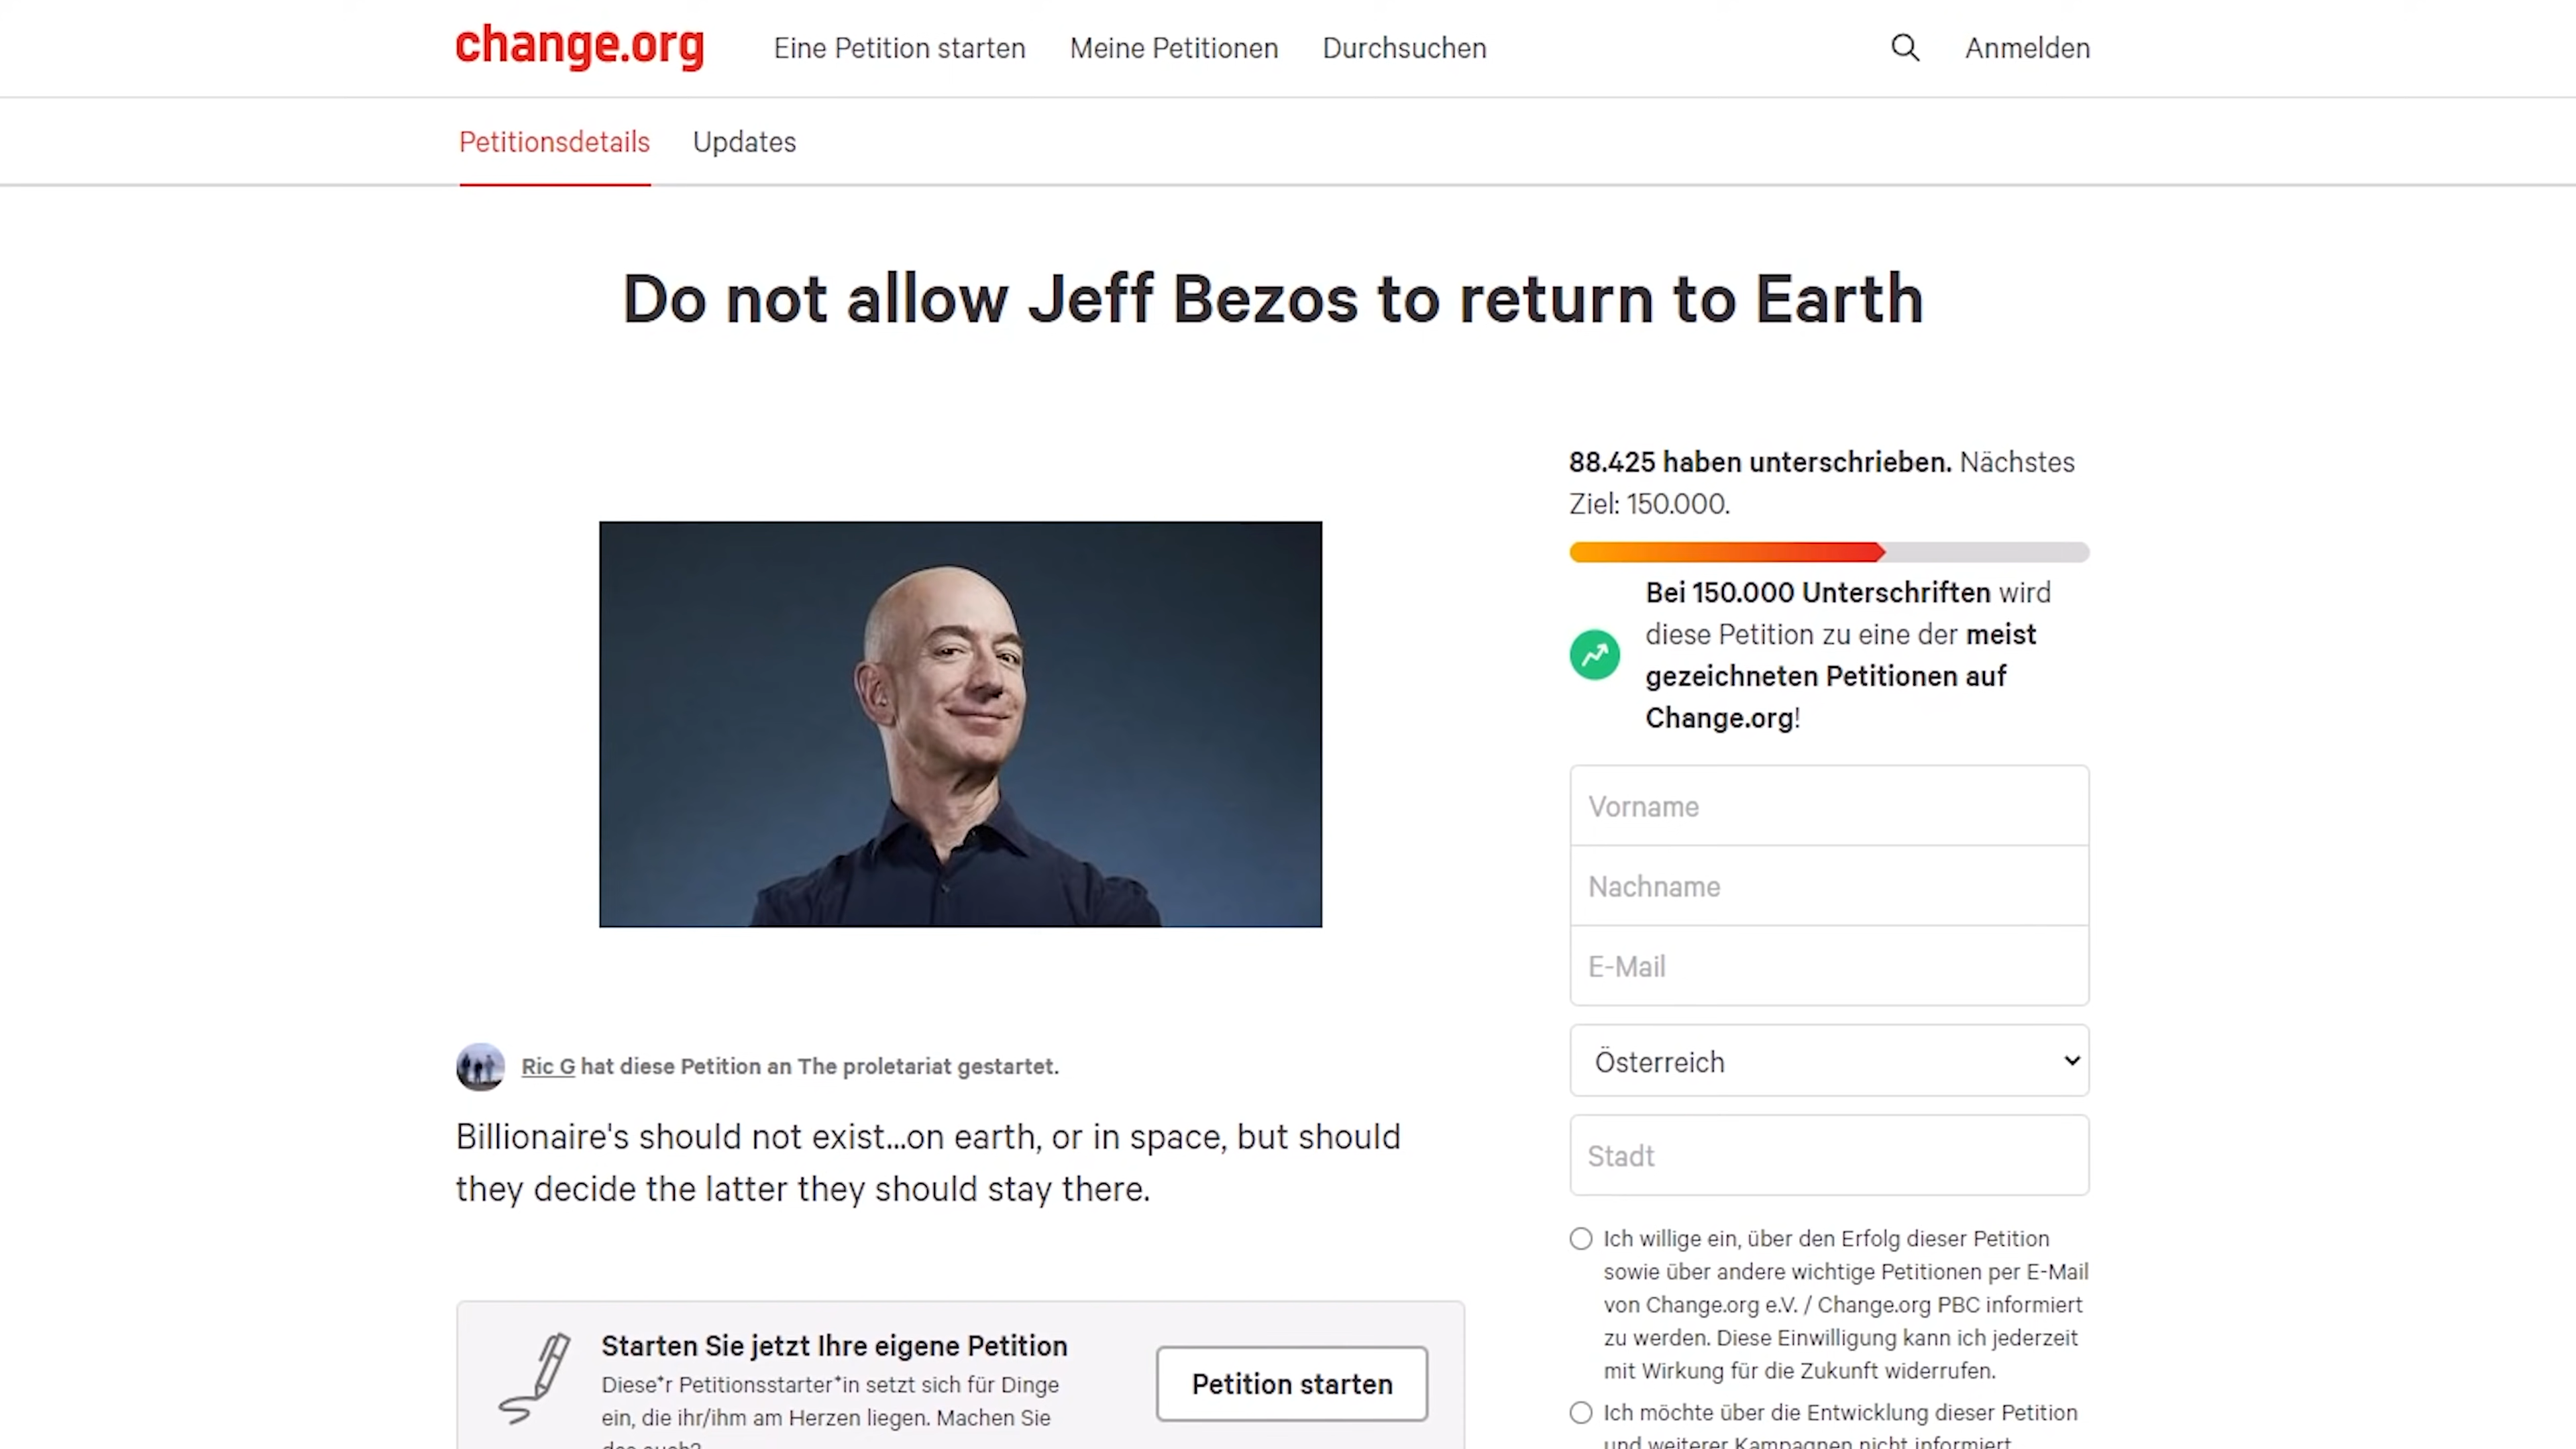 change.org
Eine Petition starten
Meine Petitionen
Durchsuchen
Anmelden
Petitionsdetails
Updates
Do not allow Jeff Bezos to return to Earth
88.425 haben unterschrieben. Nächstes
Ziel: 150.000.
Bei 150.000 Unterschriften wird
diese Petition zu eine der meist
gezeichneten Petitionen auf
Change.org!
Vorname
Nachname
E-Mail
Österreich
Stadt
Ich willige ein, über den Erfolg dieser Petition
sowie über andere wichtige Petitionen per E-Mail
von Change.org e.V. / Change.org PBC informiert
zu werden. Diese Einwilligung kann ich jederzeit
mit Wirkung für die Zukunft widerrufen.
Ich möchte über die Entwicklung dieser Petition
und weiterer Kampagnen nicht informiert
Ric G hat diese Petition an The proletariat gestartet.
Billionaire's should not exist...on earth, or in space, but should
they decide the latter they should stay there.
Starten Sie jetzt Ihre eigene Petition
Diese*r Petitionsstarter*in setzt sich für Dinge
ein, die ihr/ihm am Herzen liegen. Machen Sie
das auch?
Petition starten